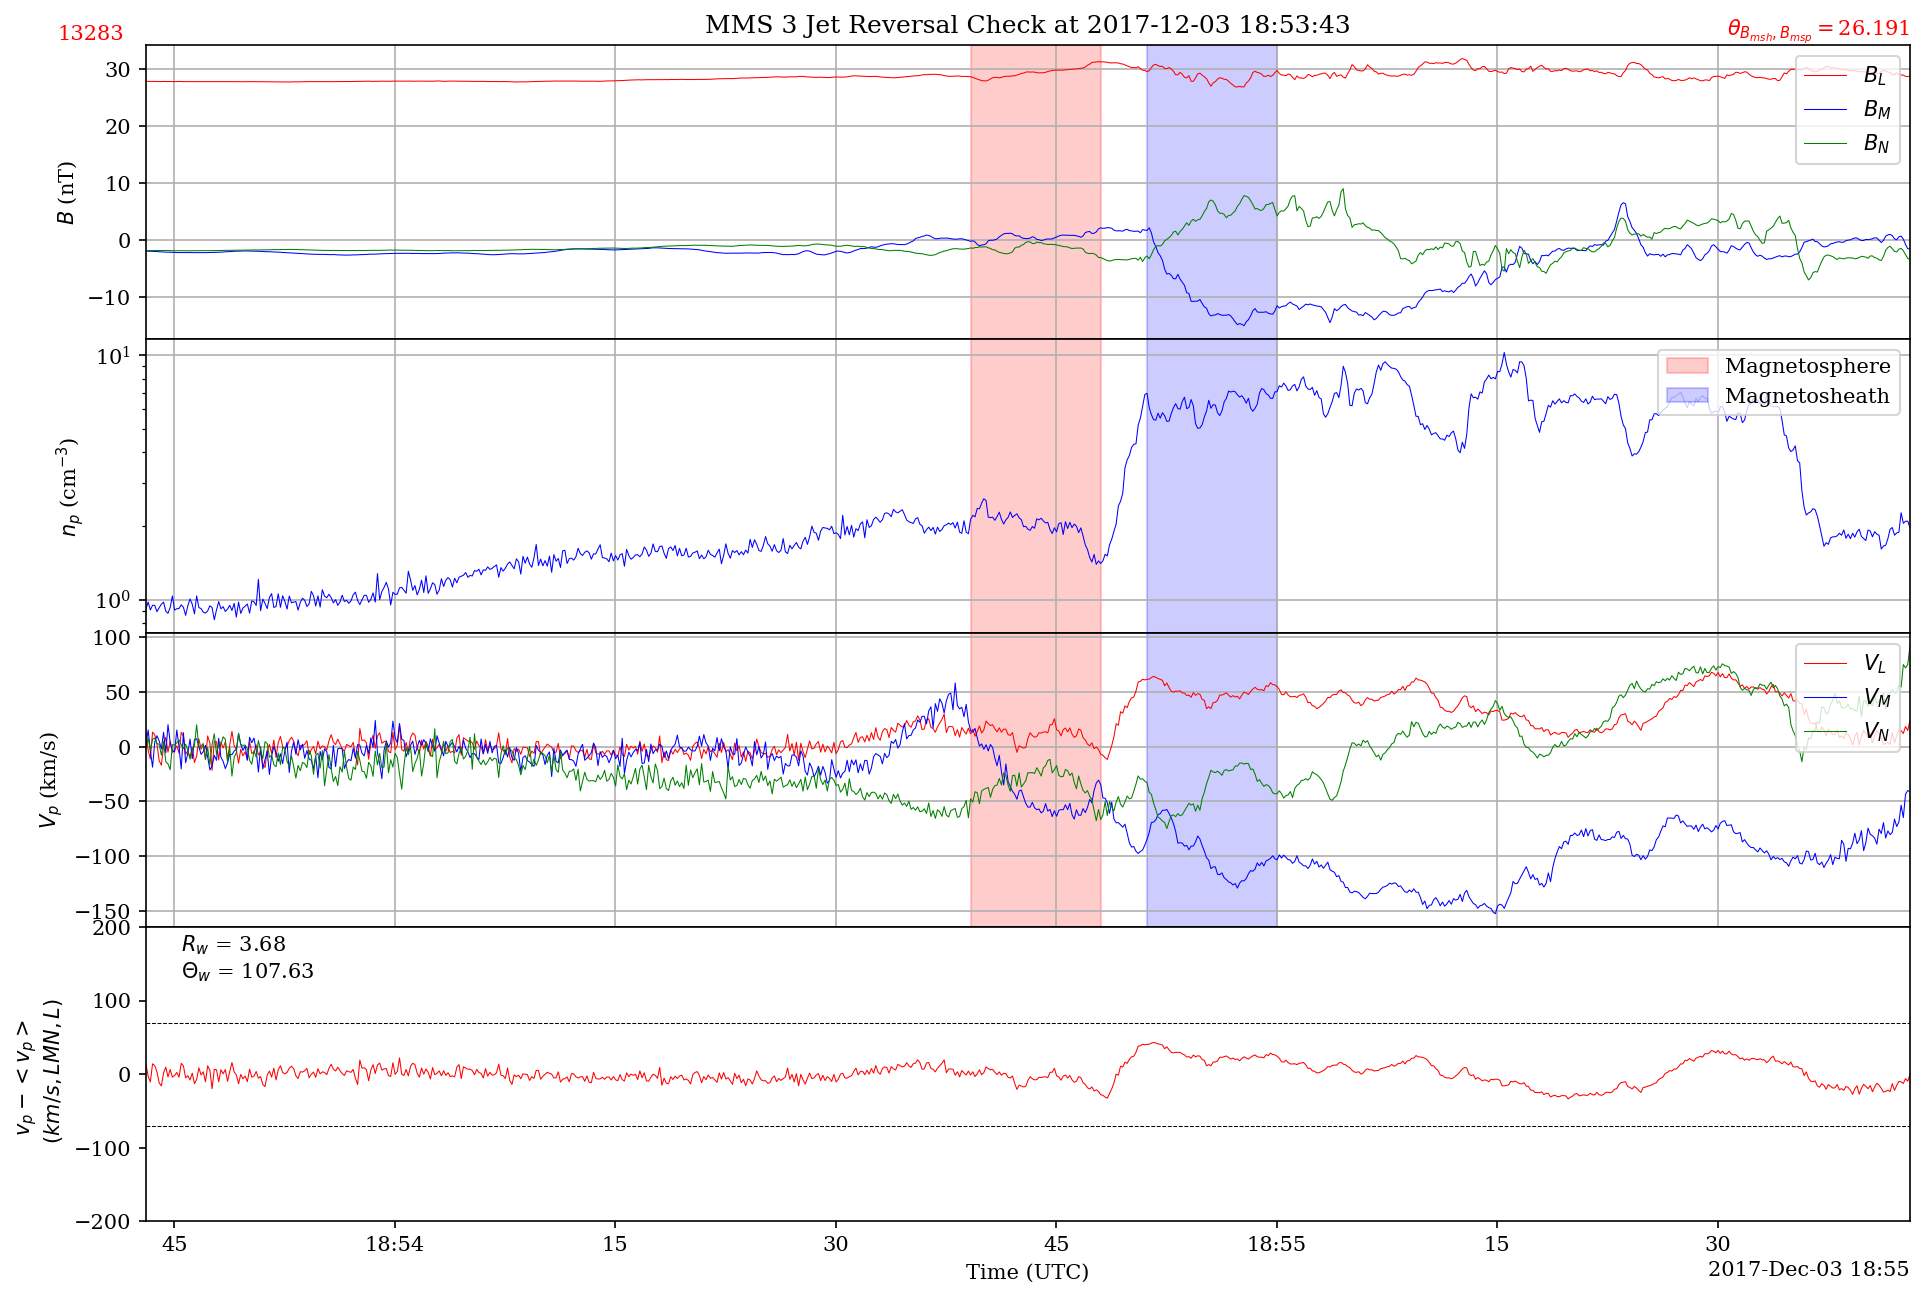 13283
MMS 3 Jet Reversal Check at 2017-12-03 18:53:43
θ_{B_{msh}, B_{msp}} = 26.191
30
20
10
0
−10
B (nT)
B_L
B_M
B_N
10^1
10^0
n_p (cm^{−3})
Magnetosphere
Magnetosheath
100
50
0
−50
−100
−150
V_p (km/s)
V_L
V_M
V_N
200
100
0
−100
−200
v_p − < v_p >
(km/s, LMN, L)
R_w = 3.68
Θ_w = 107.63
45 18:54 15 30 45 18:55 15 30
Time (UTC)
2017-Dec-03 18:55